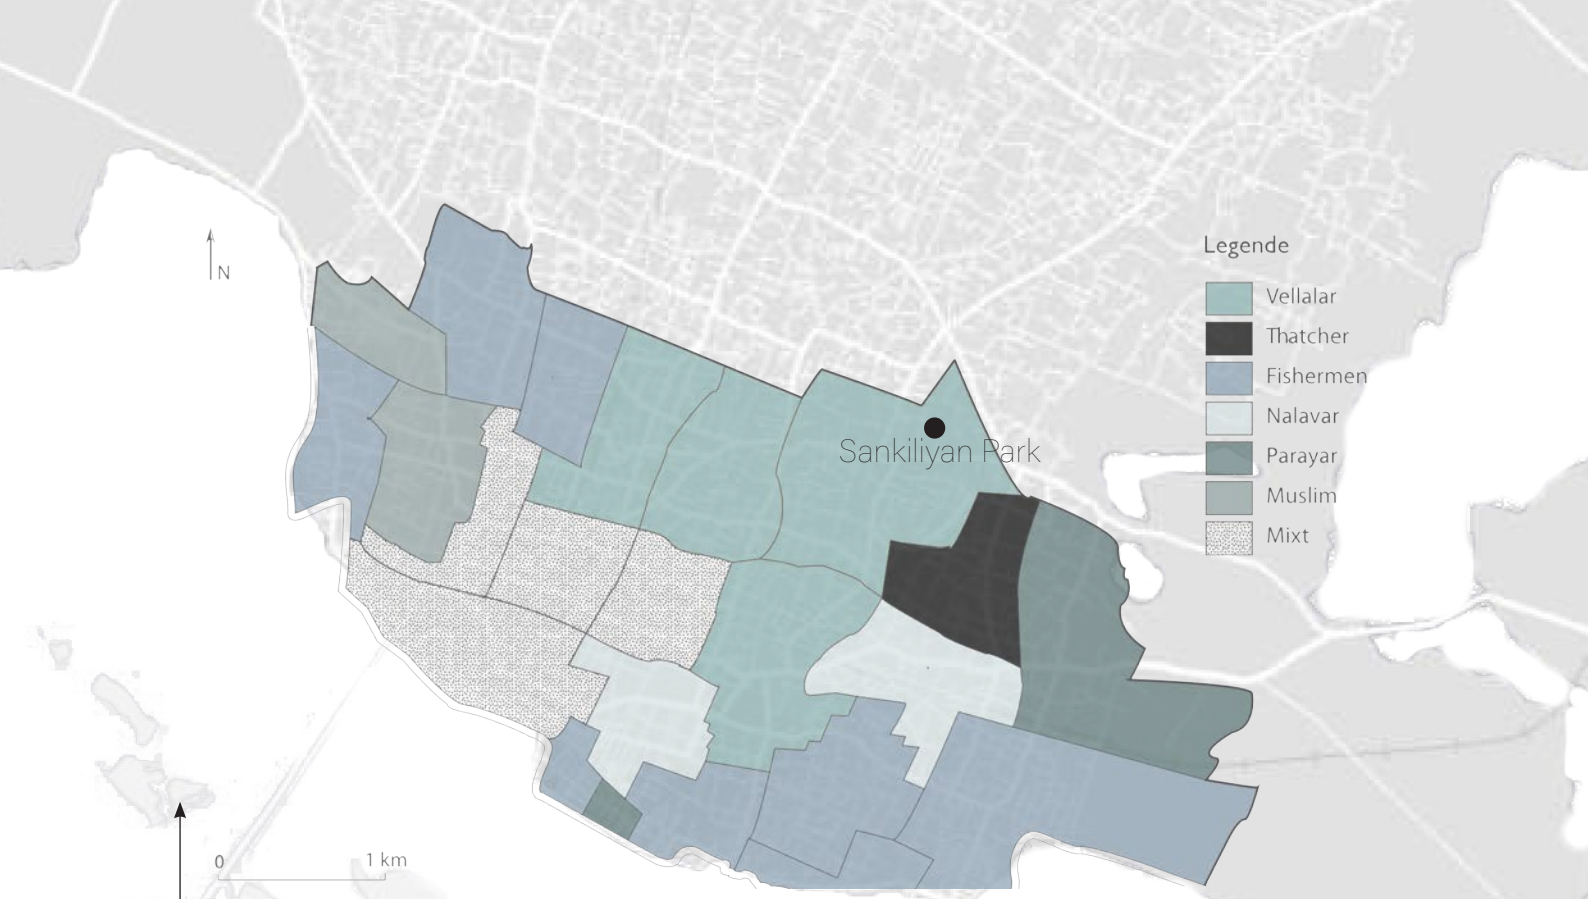 Legende
N
Vellalar
Thatcher
Fishermen
Nalavar
Sankiliyan Park
Parayar
Muslim
Mixt
0
1 km